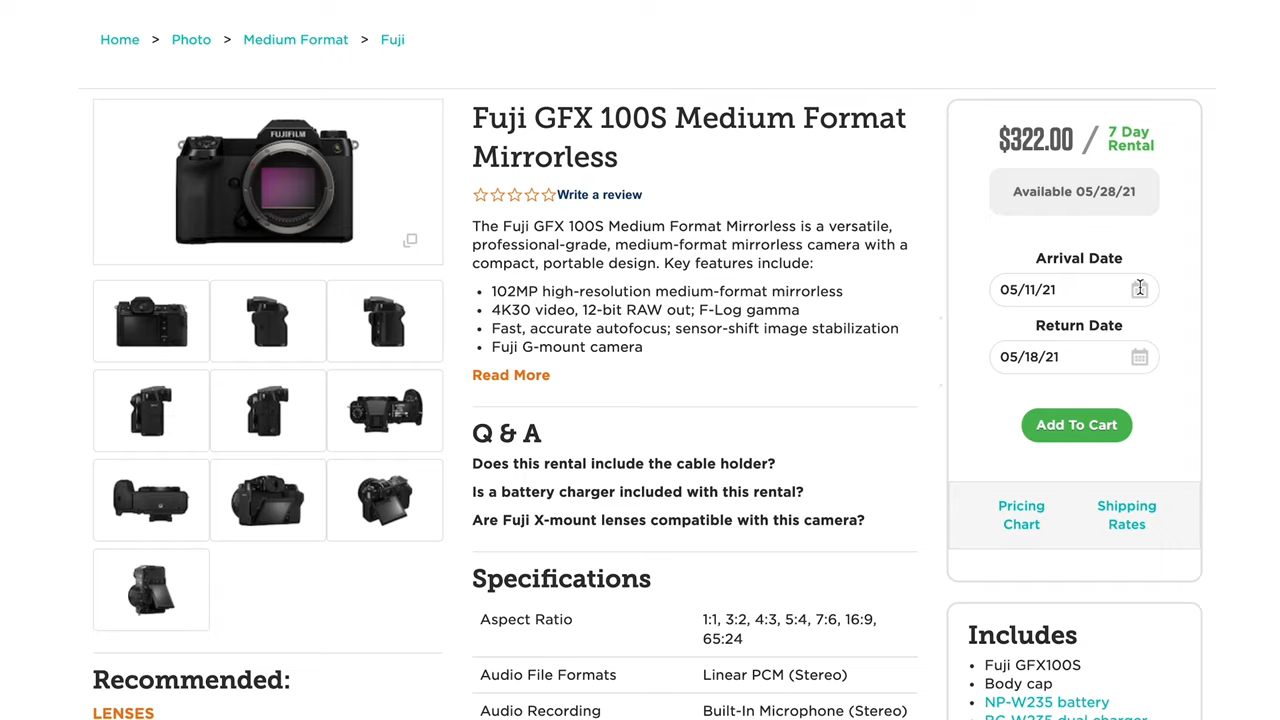 Home > Photo > Medium Format > Fuji
FUJIFILM
Fuji GFX 100S Medium Format
Mirrorless
Write a review
The Fuji GFX 100S Medium Format Mirrorless is a versatile,
professional-grade, medium-format mirrorless camera with a
compact, portable design. Key features include:
• 102MP high-resolution medium-format mirrorless
• 4K30 video, 12-bit RAW out; F-Log gamma
• Fast, accurate autofocus; sensor-shift image stabilization
• Fuji G-mount camera
Read More
Q & A
Does this rental include the cable holder?
Is a battery charger included with this rental?
Are Fuji X-mount lenses compatible with this camera?
Specifications
Aspect Ratio
1:1, 3:2, 4:3, 5:4, 7:6, 16:9,
65:24
Audio File Formats
Linear PCM (Stereo)
Audio Recording
Built-In Microphone (Stereo)
Recommended:
LENSES
$322.00 / 7 Day
Rental
Available 05/28/21
Arrival Date
05/11/21
Return Date
05/18/21
Add To Cart
Pricing
Chart
Shipping
Rates
Includes
• Fuji GFX100S
• Body cap
• NP-W235 battery
• BC-W235 dual charger